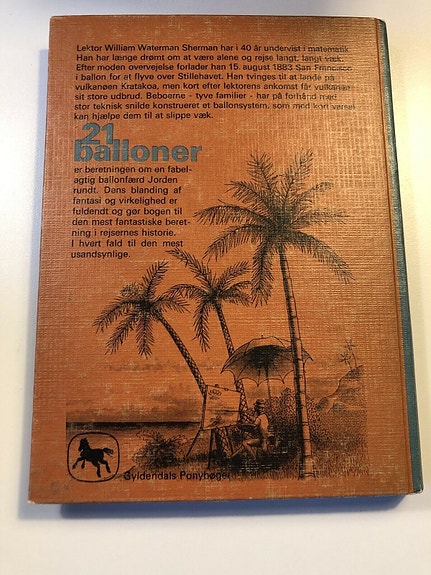 Lektor William Waterman Sherman har i 40 år undervist i matematik
Han har længe drømt om at være alene og rejse langt, langt væk.
Efter moden overvejelse forlader han 15. august 1883 San Francisco
i ballon for at flyve over Stillehavet. Han tvinges til at lande på
vulkanøen Kratakoa, men kort efter lektorens ankomst får vulkanen
sit store udbrud. Beboerne - tyve familier - har på forhånd med
stor teknisk snilde konstrueret et ballonsystem, som med kort varsel
kan hjælpe dem til at slippe væk.
21
balloner
er beretningen om en fabel-
agtig ballonfærd Jorden
rundt. Dens blanding af
fantasi og virkelighed er
fuldendt og gør bogen til
den mest fantastiske beret-
ning i rejsernes historie.
I hvert fald til den mest
usandsynlige.
Gyldendals Ponybøger